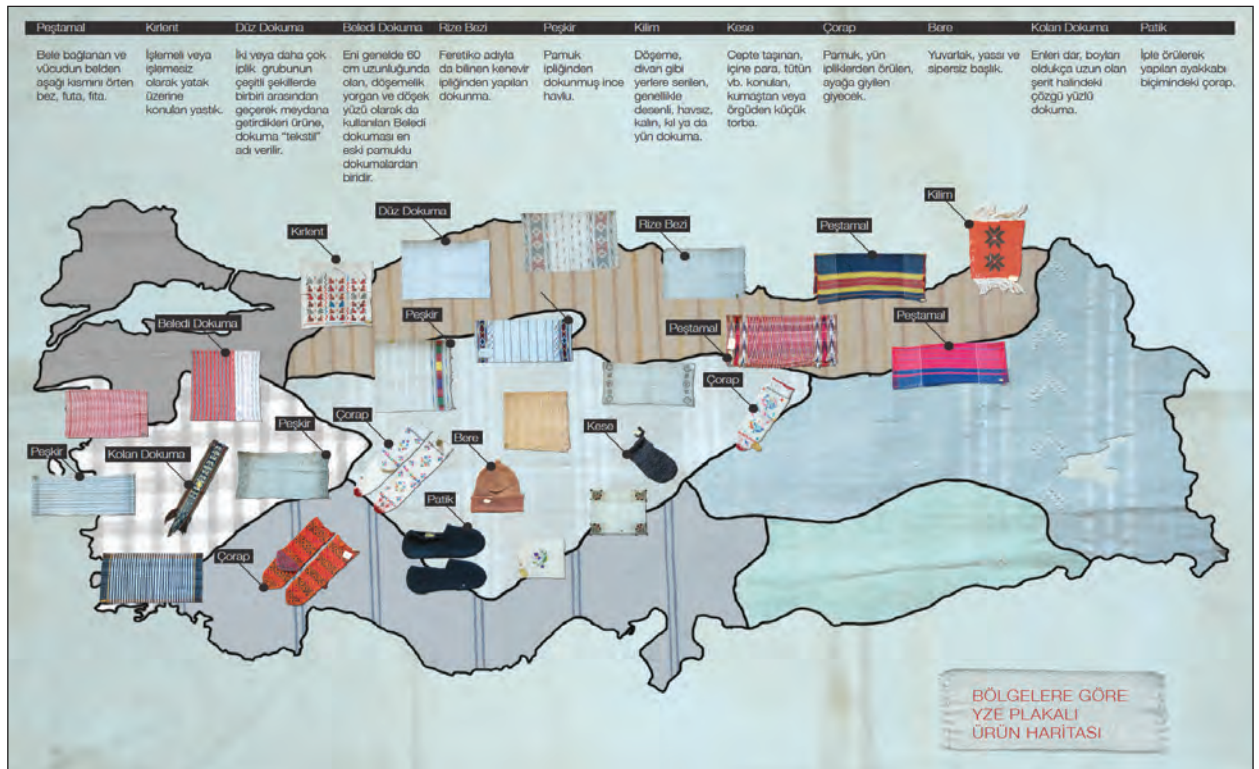 Peştamal
Bele bağlanan ve
vücudun belden
aşağı kısmını örten
bez, futa, fita.
Kırlent
İşlemeli veya
işlemesiz
olarak yatak
üzerine
konulan yastık.
Düz Dokuma
İki veya daha çok
iplik grubunun
çeşitli şekillerde
birbiri arasından
geçerek meydana
getirdikleri ürüne,
dokuma "tekstil"
adı verilir.
Beledi Dokuma
Eni genelde 60
cm uzunluğunda
olan, döşemelik
yorgan ve döşek
yüzü olarak da
kullanılan Beledi
dokuması en
eski pamuklu
dokumalardan
biridir.
Rize Bezi
Feretiko adıyla
da bilinen kenevir
ipliğinden yapılan
dokunma.
Peşkir
Pamuk
ipliğinden
dokunmuş ince
havlu.
Kilim
Döşeme,
divan gibi
yerlere serilen,
genellikle
desenli, havsız,
kalın, kıl ya da
yün dokuma.
Kese
Cepte taşınan,
içine para, tütün
vb. konulan,
kumaştan veya
örgüden küçük
torba.
Çorap
Pamuk, yün
ipliklerden örülen,
ayağa giyilen
giyecek.
Bere
Yuvarlak, yassı ve
sipersiz başlık.
Kolan Dokuma
Enleri dar, boyları
oldukça uzun olan
şerit halindeki
çözgü yüzlü
dokuma.
Patik
İple örülerek
yapılan ayakkabı
biçimindeki çorap.
Kilim
Düz Dokuma
Kırlent
Rize Bezi
Peştamal
Beledi Dokuma
Peşkir
Peştamal
Peştamal
Çorap
Çorap
Peşkir
Bere
Kese
Peşkir
Kolan Dokuma
Patik
Çorap
BÖLGELERE GÖRE
YZE PLAKALI
ÜRÜN HARİTASI